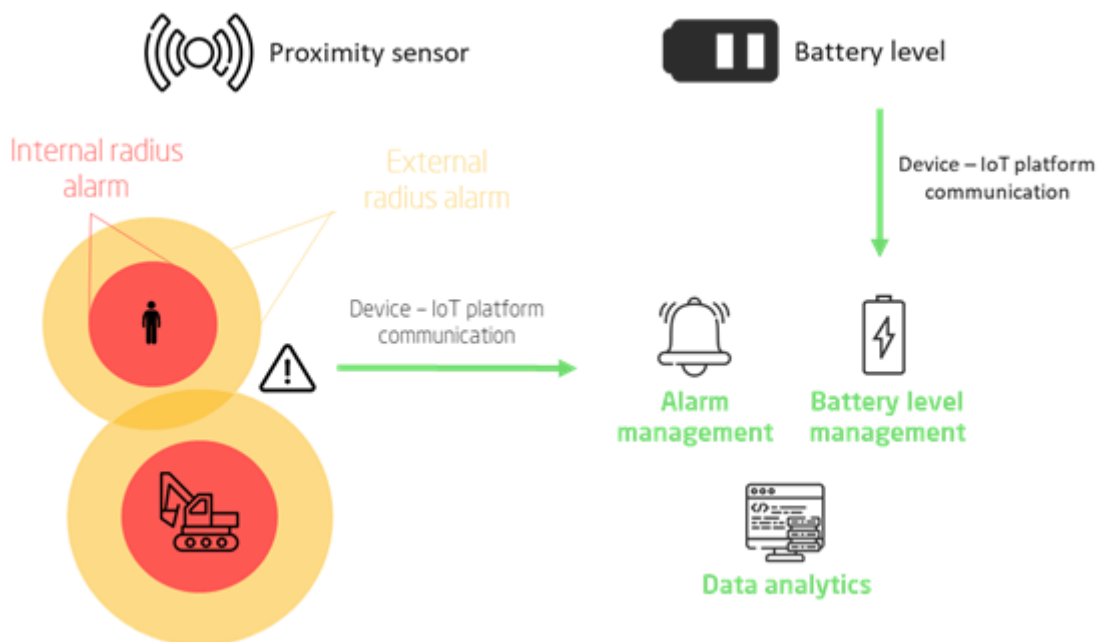 Proximity sensor
Battery level
Internal radius
alarm
External
radius alarm
Device – IoT platform
communication
Device – IoT platform
communication
Alarm
management
Battery level
management
Data analytics